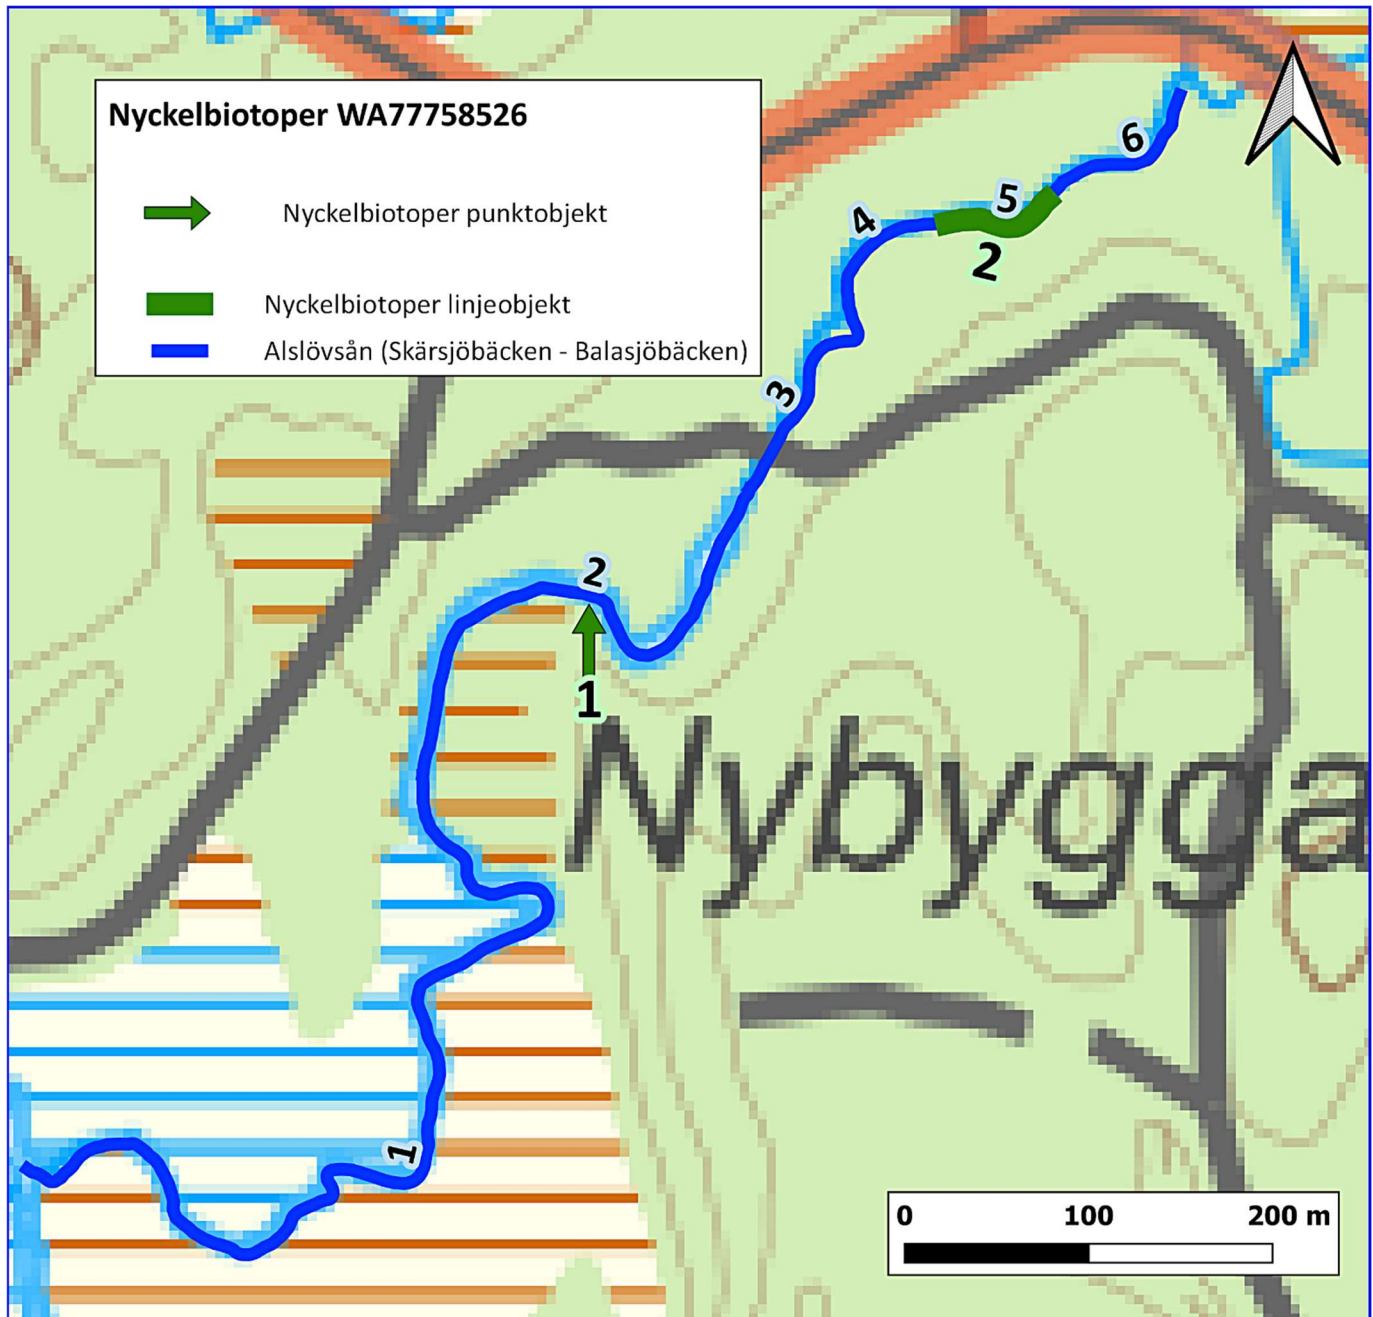 Nyckelbiotoper WA77758526
Nyckelbiotoper punktobjekt
Nyckelbiotoper linjeobjekt
Alslövsån (Skärsjöbäcken - Balasjöbäcken)
6
5
4
2
3
2
1
Nybygga
1
0 100 200 m